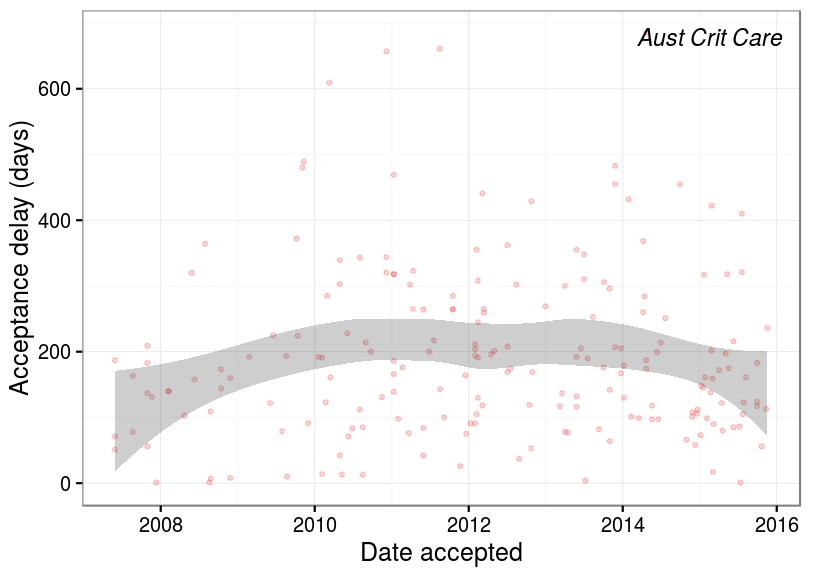 Aust Crit Care
Acceptance delay (days)
600
400
200
0
2008 2010 2012 2014 2016
Date accepted